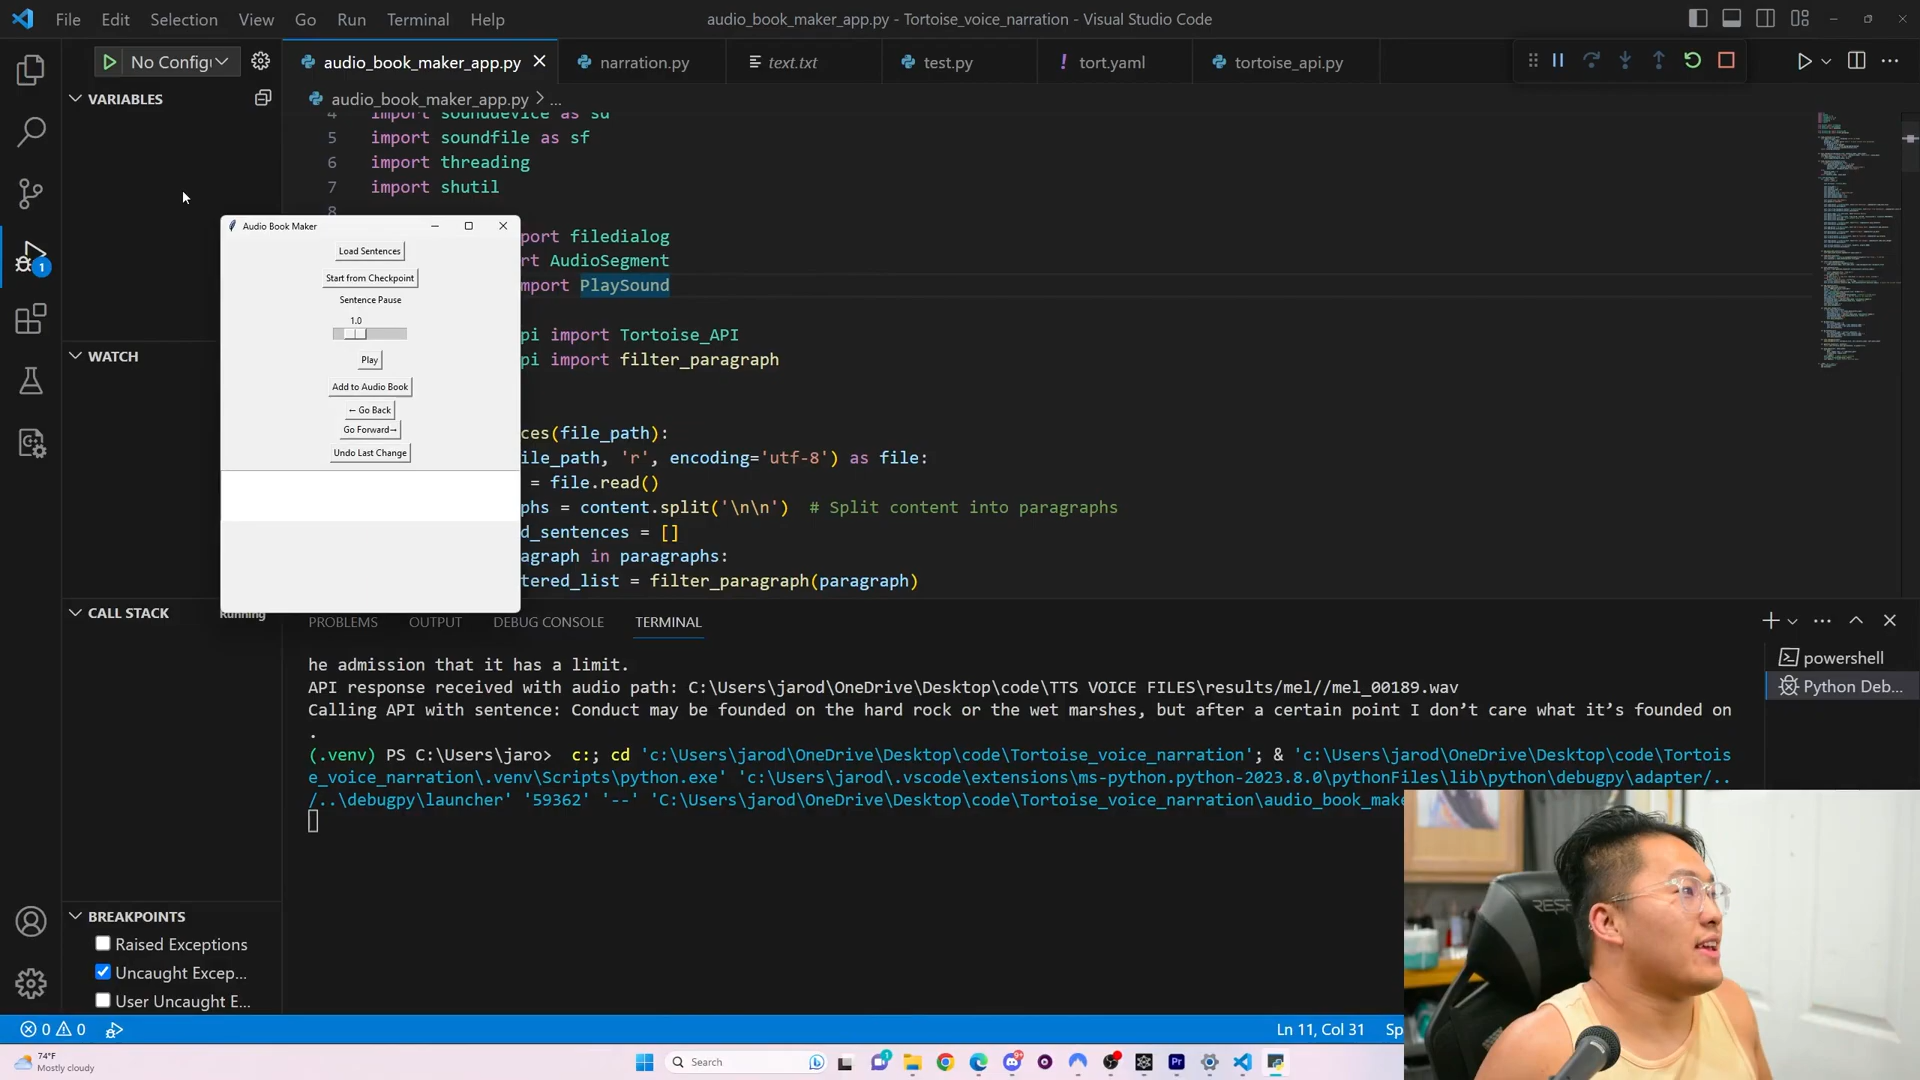 File Edit Selection View Go Run Terminal Help
audio_book_maker_app.py - Tortoise_voice_narration - Visual Studio Code
No Config
audio_book_maker_app.py narration.py text.txt test.py ! tort.yaml tortoise_api.py
VARIABLES
audio_book_maker_app.py > ...
4 import sounddevice as sd
5 import soundfile as sf
6 import threading
7 import shutil
8
port filedialog
rt AudioSegment
mport PlaySound
pi import Tortoise_API
pi import filter_paragraph
ces(file_path):
ile_path, 'r', encoding='utf-8') as file:
= file.read()
phs = content.split('\n\n') # Split content into paragraphs
d_sentences = []
agraph in paragraphs:
tered_list = filter_paragraph(paragraph)
Audio Book Maker
Load Sentences
Start from Checkpoint
Sentence Pause
1.0
Play
Add to Audio Book
←Go Back
Go Forward→
Undo Last Change
WATCH
CALL STACK
Running
PROBLEMS OUTPUT DEBUG CONSOLE TERMINAL
he admission that it has a limit.
API response received with audio path: C:\Users\jarod\OneDrive\Desktop\code\TTS VOICE FILES\results/mel//mel_00189.wav
Calling API with sentence: Conduct may be founded on the hard rock or the wet marshes, but after a certain point I don’t care what it’s founded on
.
(.venv) PS C:\Users\jaro> c:; cd 'c:\Users\jarod\OneDrive\Desktop\code\Tortoise_voice_narration'; & 'c:\Users\jarod\OneDrive\Desktop\code\Tortois
e_voice_narration\.venv\Scripts\python.exe' 'c:\Users\jarod\.vscode\extensions\ms-python.python-2023.8.0\pythonFiles\lib\python\debugpy\adapter/..
/..\debugpy\launcher' '59362' '--' 'C:\Users\jarod\OneDrive\Desktop\code\Tortoise_voice_narration\audio_book_make
powershell
Python Deb...
1
BREAKPOINTS
Raised Exceptions
Uncaught Excep...
User Uncaught E...
0 0
Ln 11, Col 31 Sp
74°F
Mostly cloudy
Search